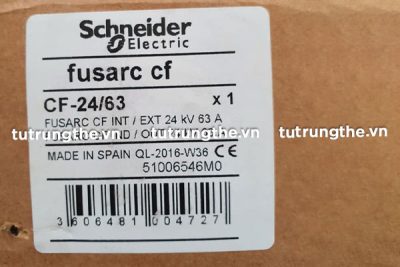 Schneider
Electric
fusarc cf
CF-24/63 x 1
FUSARC CF INT / EXT 24 kV 63 A
tutrungthe.vn tutrungthe.vn tutrungthe.vn
MADE IN SPAIN QL-2016-W36 CE
51006546M0
3 606481 004727